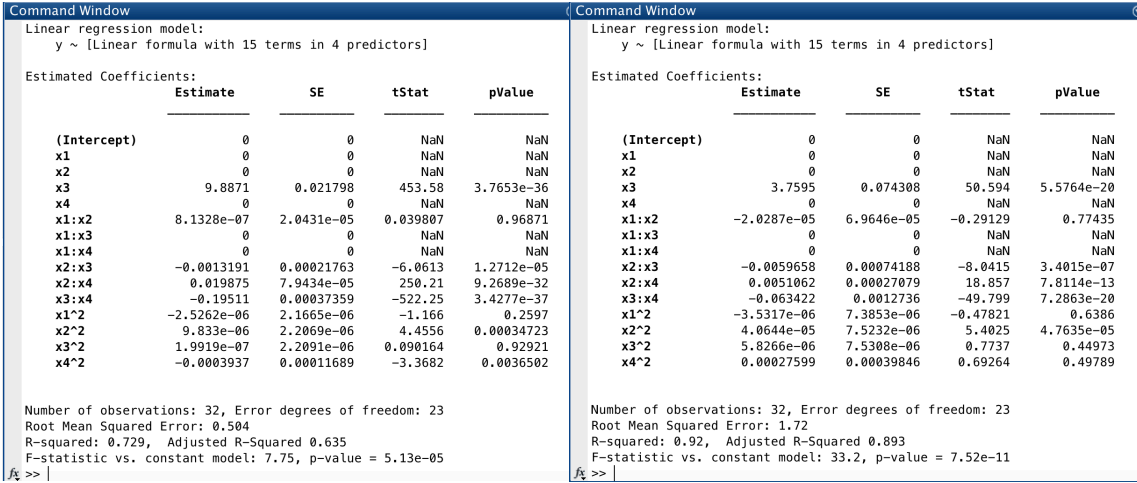 Command Window
Linear regression model:
y ~ [Linear formula with 15 terms in 4 predictors]
Estimated Coefficients:
Estimate SE tStat pValue
(Intercept) 0 0 NaN NaN
x1 0 0 NaN NaN
x2 0 0 NaN NaN
x3 9.8871 0.021798 453.58 3.7653e-36
x4 0 0 NaN NaN
x1:x2 8.1328e-07 2.0431e-05 0.039807 0.96871
x1:x3 0 0 NaN NaN
x1:x4 0 0 NaN NaN
x2:x3 -0.0013191 0.00021763 -6.0613 1.2712e-05
x2:x4 0.019875 7.9434e-05 250.21 9.2689e-32
x3:x4 -0.19511 0.00037359 -522.25 3.4277e-37
x1^2 -2.5262e-06 2.1665e-06 -1.166 0.2597
x2^2 9.833e-06 2.2069e-06 4.4556 0.00034723
x3^2 1.9919e-07 2.2091e-06 0.090164 0.92921
x4^2 -0.0003937 0.00011689 -3.3682 0.0036502
Number of observations: 32, Error degrees of freedom: 23
Root Mean Squared Error: 0.504
R-squared: 0.729, Adjusted R-Squared 0.635
F-statistic vs. constant model: 7.75, p-value = 5.13e-05
fx >>
Command Window
Linear regression model:
y ~ [Linear formula with 15 terms in 4 predictors]
Estimated Coefficients:
Estimate SE tStat pValue
(Intercept) 0 0 NaN NaN
x1 0 0 NaN NaN
x2 0 0 NaN NaN
x3 3.7595 0.074308 50.594 5.5764e-20
x4 0 0 NaN NaN
x1:x2 -2.0287e-05 6.9646e-05 -0.29129 0.77435
x1:x3 0 0 NaN NaN
x1:x4 0 0 NaN NaN
x2:x3 -0.0059658 0.00074188 -8.0415 3.4015e-07
x2:x4 0.0051062 0.00027079 18.857 7.8114e-13
x3:x4 -0.063422 0.0012736 -49.799 7.2863e-20
x1^2 -3.5317e-06 7.3853e-06 -0.47821 0.6386
x2^2 4.0644e-05 7.5232e-06 5.4025 4.7635e-05
x3^2 5.8266e-06 7.5308e-06 0.7737 0.44973
x4^2 0.00027599 0.00039846 0.69264 0.49789
Number of observations: 32, Error degrees of freedom: 23
Root Mean Squared Error: 1.72
R-squared: 0.92, Adjusted R-Squared 0.893
F-statistic vs. constant model: 33.2, p-value = 7.52e-11
fx >>